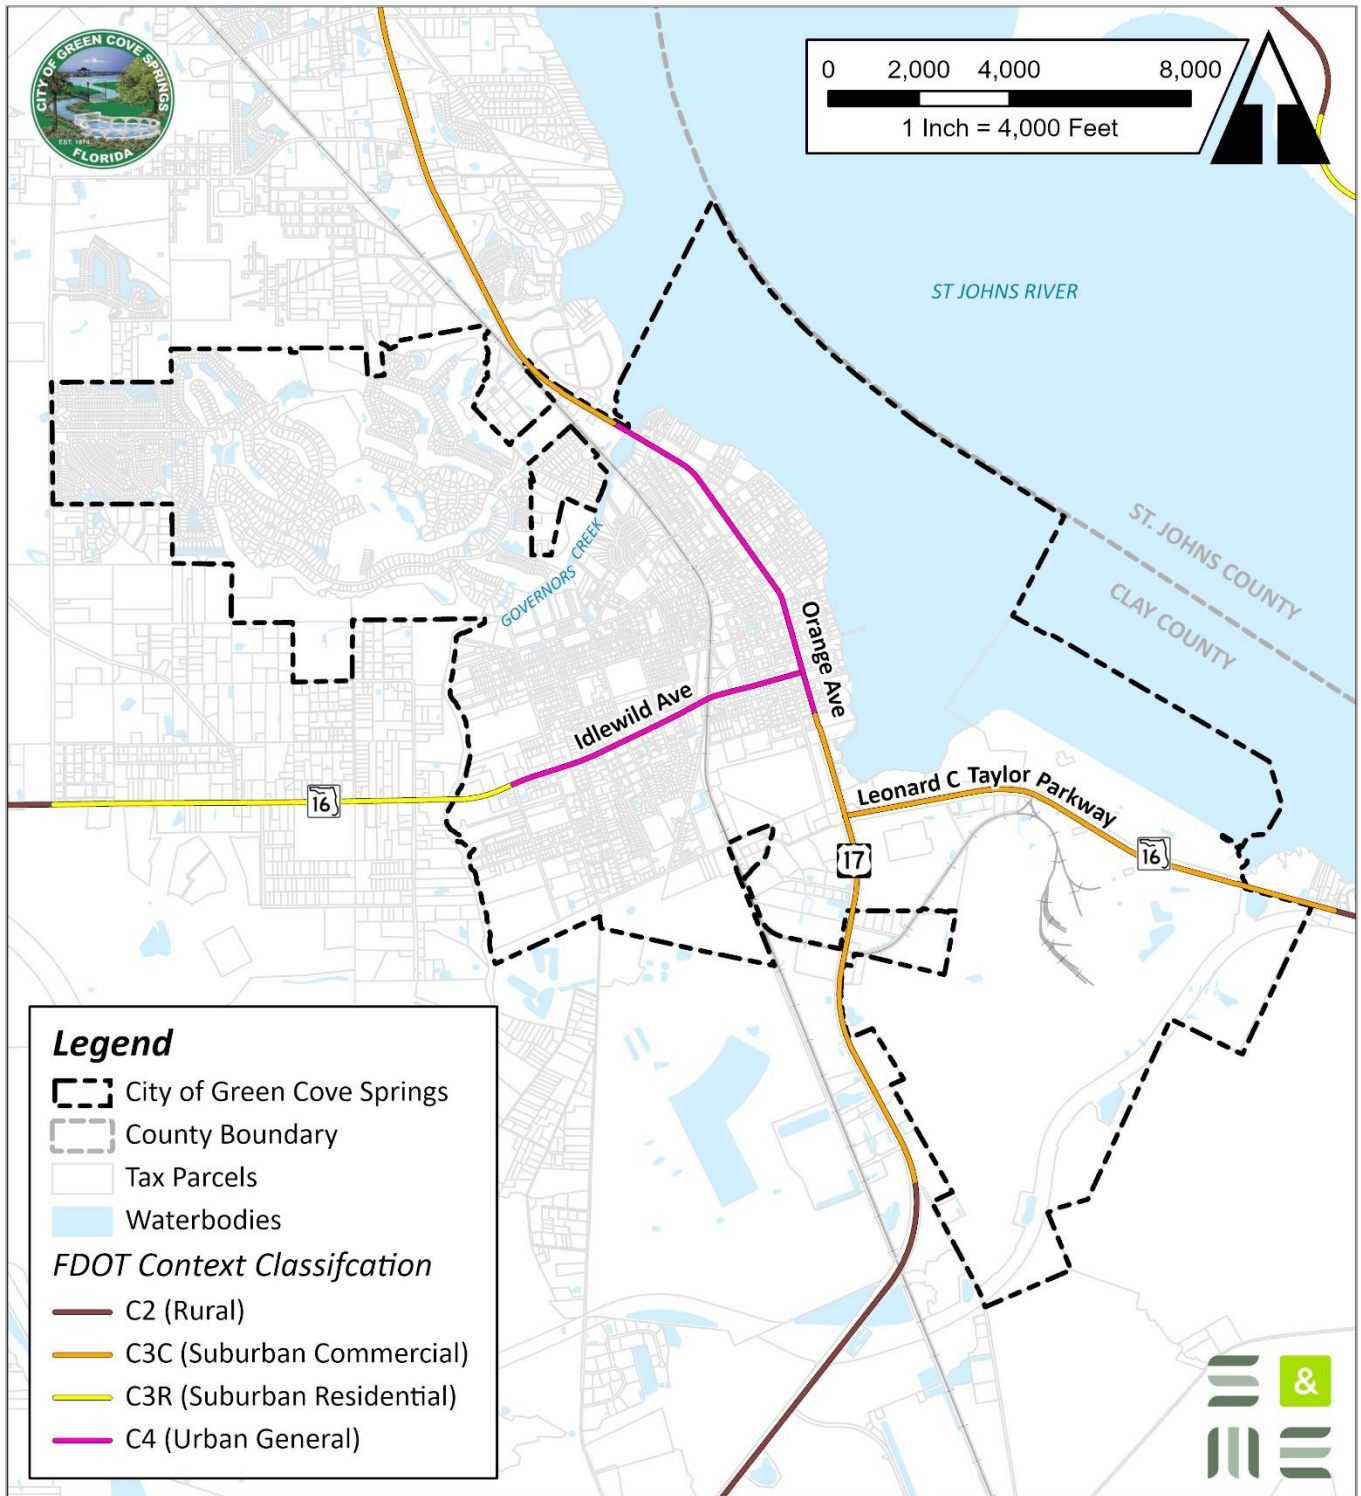 CITY OF GREEN COVE SPRINGS
EST. 1874
FLORIDA
0 2,000 4,000 8,000
1 Inch = 4,000 Feet
ST JOHNS RIVER
ST. JOHNS COUNTY
CLAY COUNTY
GOVERNORS CREEK
Orange Ave
Idlewild Ave
Leonard C Taylor Parkway
16
17
16
Legend
City of Green Cove Springs
County Boundary
Tax Parcels
Waterbodies
FDOT Context Classifcation
C2 (Rural)
C3C (Suburban Commercial)
C3R (Suburban Residential)
C4 (Urban General)
S&
ME